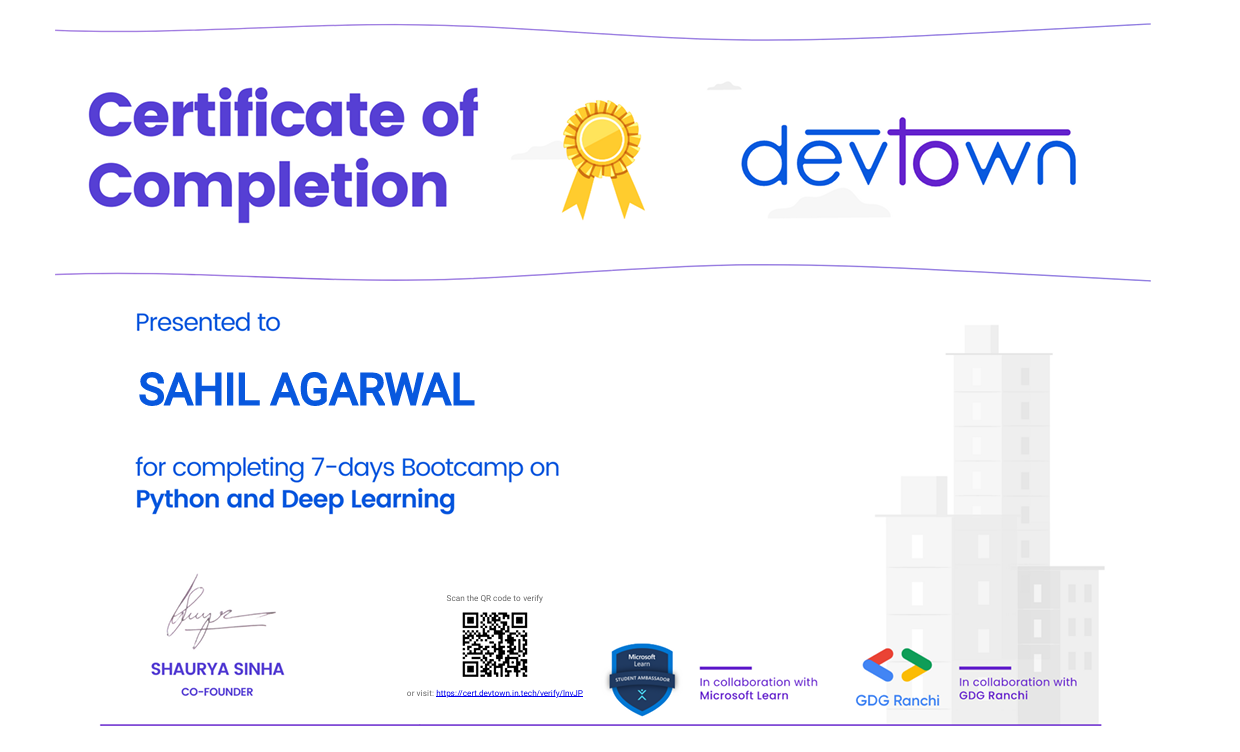 Certificate of
Completion
devtown
Presented to
SAHIL AGARWAL
for completing 7-days Bootcamp on
Python and Deep Learning
Scan the QR code to verify
SHAURYA SINHA
CO-FOUNDER
or visit: https://cert.devtown.in.tech/verify/
Microsoft
Learn
STUDENT AMBASSADOR
In collaboration with
Microsoft Learn
GDG Ranchi
In collaboration with
GDG Ranchi